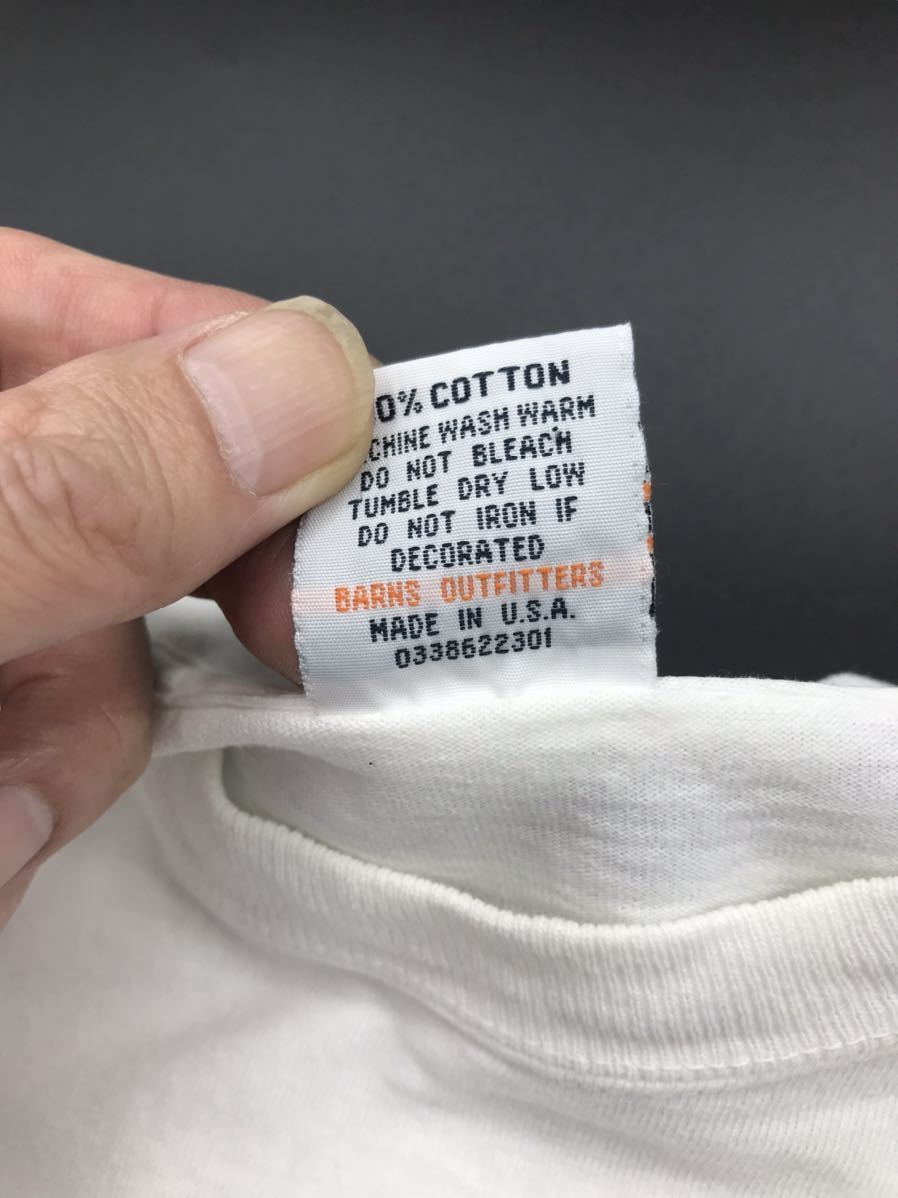 0% COTTON
CHINE WASH WARM
DO NOT BLEACH
TUMBLE DRY LOW
DO NOT IRON IF
DECORATED
BARNS OUTFITTERS
MADE IN U.S.A.
0338622301